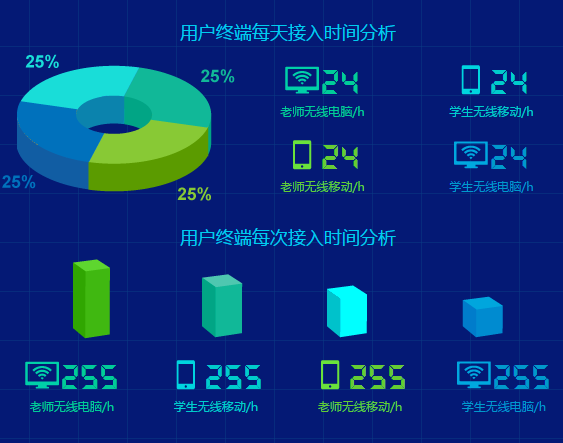 用户终端每天接入时间分析
25%
25%
25%
25%
24
24
老师无线电脑/h
学生无线移动/h
24
24
老师无线移动/h
学生无线电脑/h
用户终端每次接入时间分析
255
255
255
255
老师无线电脑/h
学生无线移动/h
老师无线移动/h
学生无线电脑/h